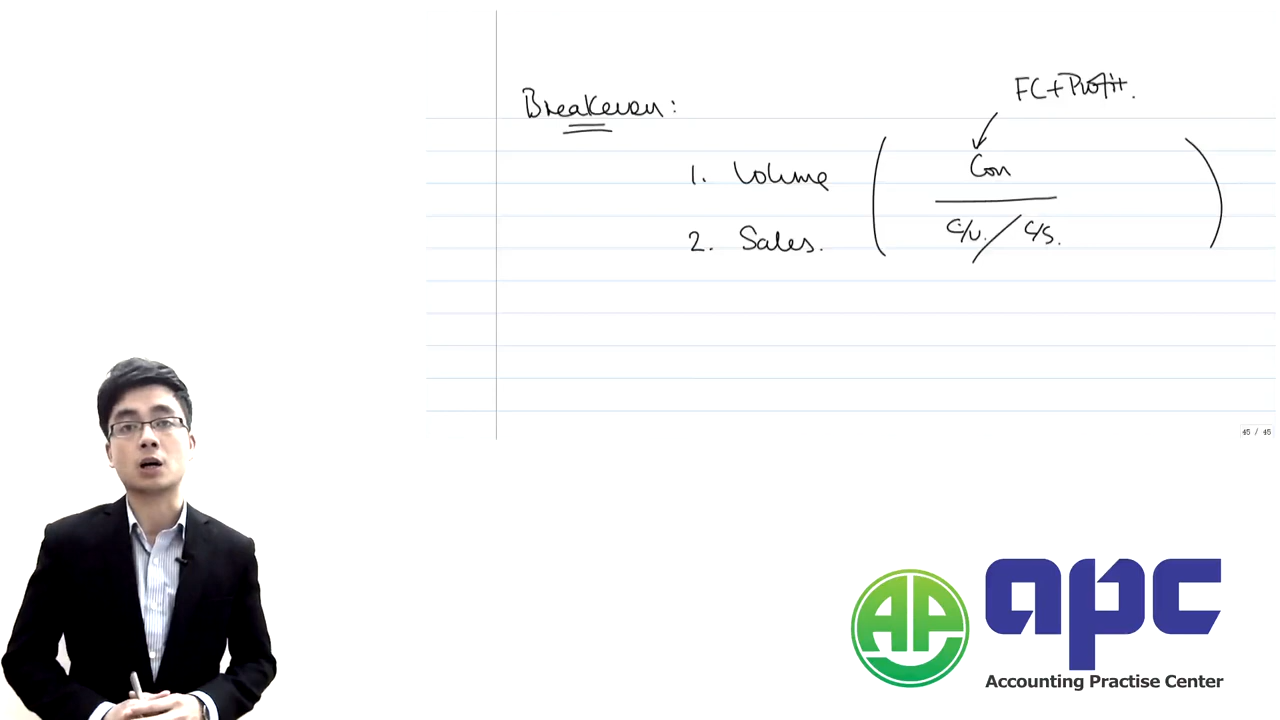 Breakeven:
FC+Profit.
1. Volume
Con
C/U. / C/S.
2. Sales.
45 / 45
AP
apc
Accounting Practise Center